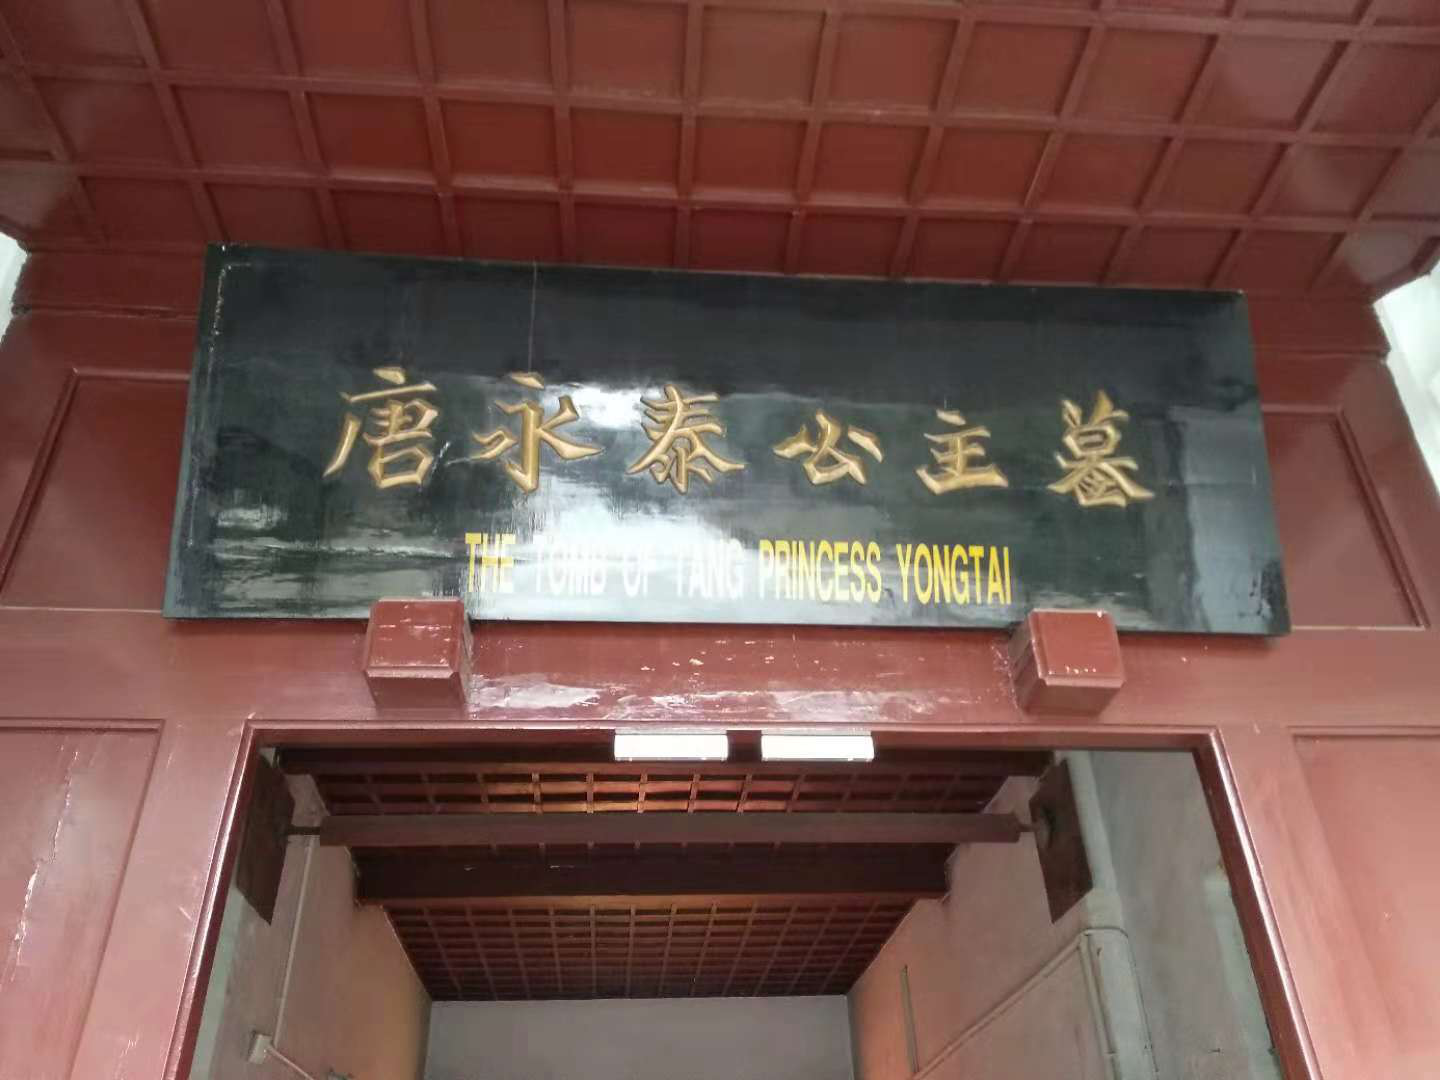 唐永泰公主墓
THE TOMB OF TANG PRINCESS YONGTAI